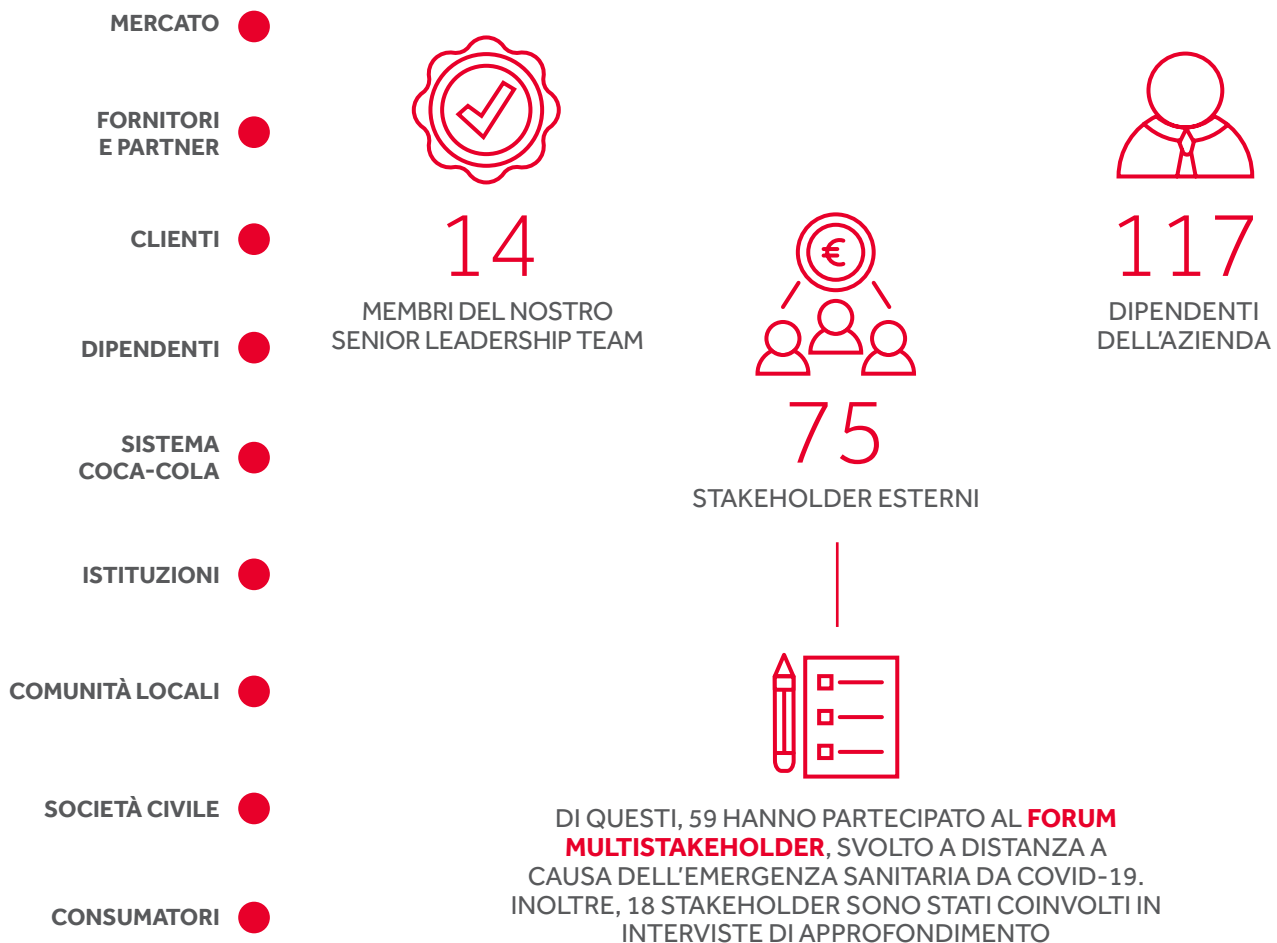 MERCATO
FORNITORI
E PARTNER
CLIENTI
DIPENDENTI
SISTEMA
COCA-COLA
ISTITUZIONI
COMUNITÀ LOCALI
SOCIETÀ CIVILE
CONSUMATORI
14
MEMBRI DEL NOSTRO
SENIOR LEADERSHIP TEAM
€
75
STAKEHOLDER ESTERNI
117
DIPENDENTI
DELL'AZIENDA
DI QUESTI, 59 HANNO PARTECIPATO AL FORUM
MULTISTAKEHOLDER, SVOLTO A DISTANZA A
CAUSA DELL'EMERGENZA SANITARIA DA COVID-19.
INOLTRE, 18 STAKEHOLDER SONO STATI COINVOLTI IN
INTERVISTE DI APPROFONDIMENTO